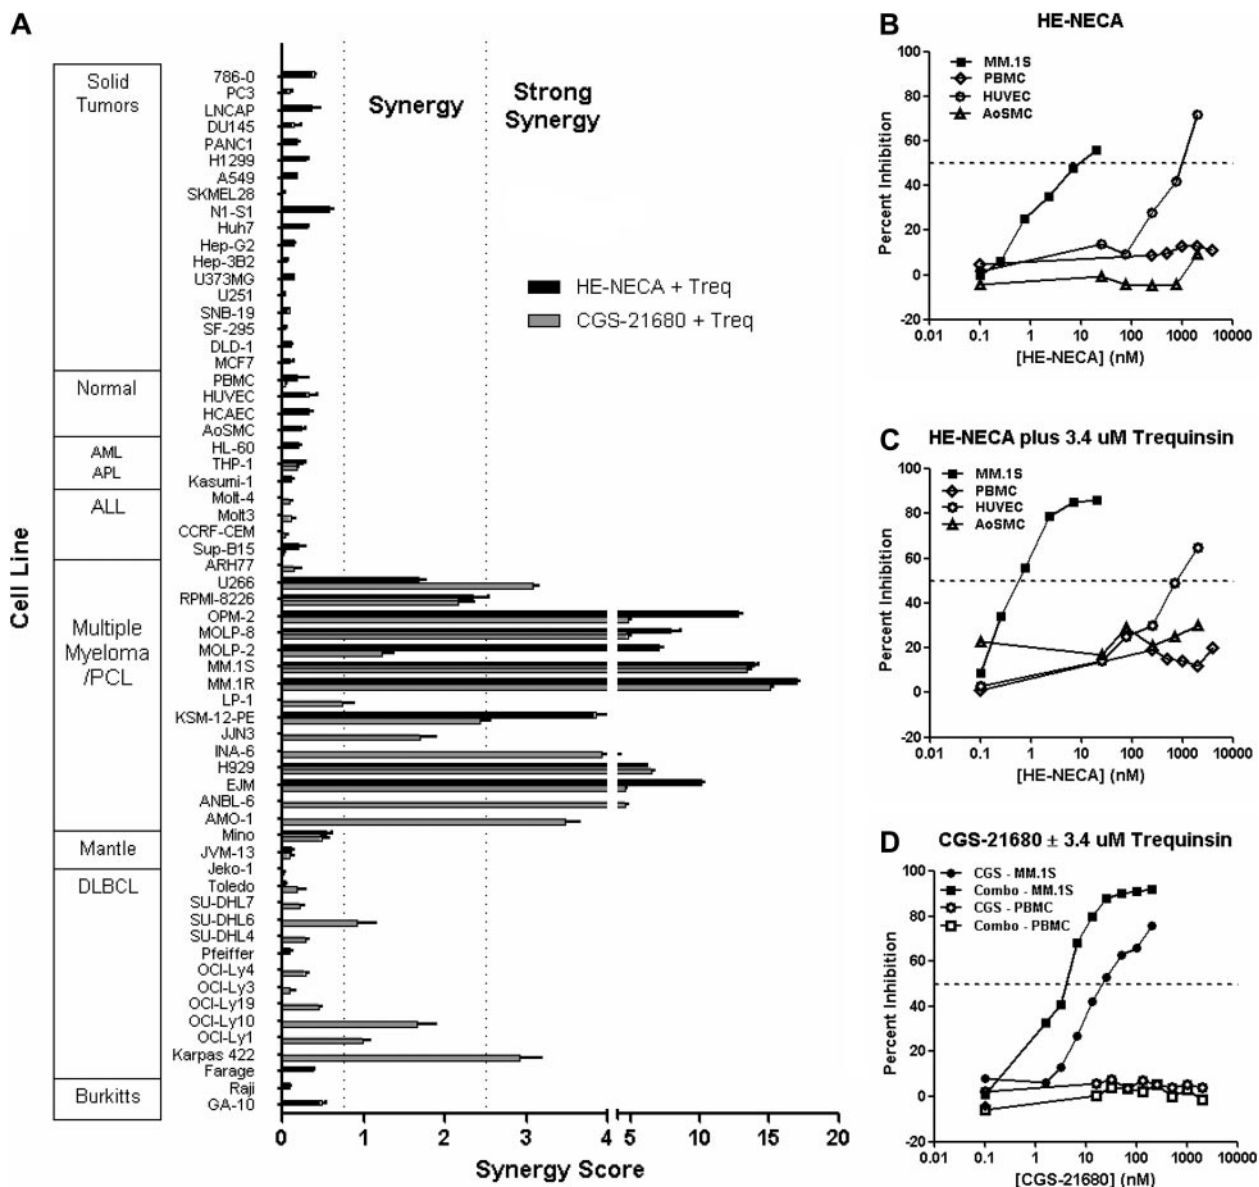 A
Cell Line
Solid
Tumors
Normal
AML
APL
ALL
Multiple
Myeloma
/PCL
Mantle
DLBCL
Burkitts
786-0
PC3
LNCAP
DU145
PANC1
H1299
A549
SKMEL28
N1-S1
Huh7
Hep-G2
Hep-3B2
U373MG
U251
SNB-19
SF-295
DLD-1
MCF7
PBMC
HUVEC
HCAEC
AoSMC
HL-60
THP-1
Kasumi-1
Molt-4
Molt3
CCRF-CEM
Sup-B15
ARH77
U266
RPMI-8226
OPM-2
MOLP-8
MOLP-2
MM.1S
MM.1R
LP-1
KSM-12-PE
JJN3
INA-6
H929
EJM
ANBL-6
AMO-1
Mino
JVM-13
Jeko-1
Toledo
SU-DHL7
SU-DHL6
SU-DHL4
Pfeiffer
OCI-Ly4
OCI-Ly3
OCI-Ly19
OCI-Ly10
OCI-Ly1
Karpas 422
Farage
Raji
GA-10
Synergy
Strong
Synergy
HE-NECA + Treq
CGS-21680 + Treq
0 1 2 3 4 5 10 15 20
Synergy Score
B
HE-NECA
MM.1S
PBMC
HUVEC
AoSMC
Percent Inhibition
100
80
60
40
20
0
-20
0.01 0.1 1 10 100 1000 10000
[HE-NECA] (nM)
C
HE-NECA plus 3.4 uM Trequinsin
MM.1S
PBMC
HUVEC
AoSMC
Percent Inhibition
100
80
60
40
20
0
-20
0.01 0.1 1 10 100 1000 10000
[HE-NECA] (nM)
D
CGS-21680 ± 3.4 uM Trequinsin
CGS - MM.1S
Combo - MM.1S
CGS - PBMC
Combo - PBMC
Percent Inhibition
100
80
60
40
20
0
-20
0.01 0.1 1 10 100 1000 10000
[CGS-21680] (nM)